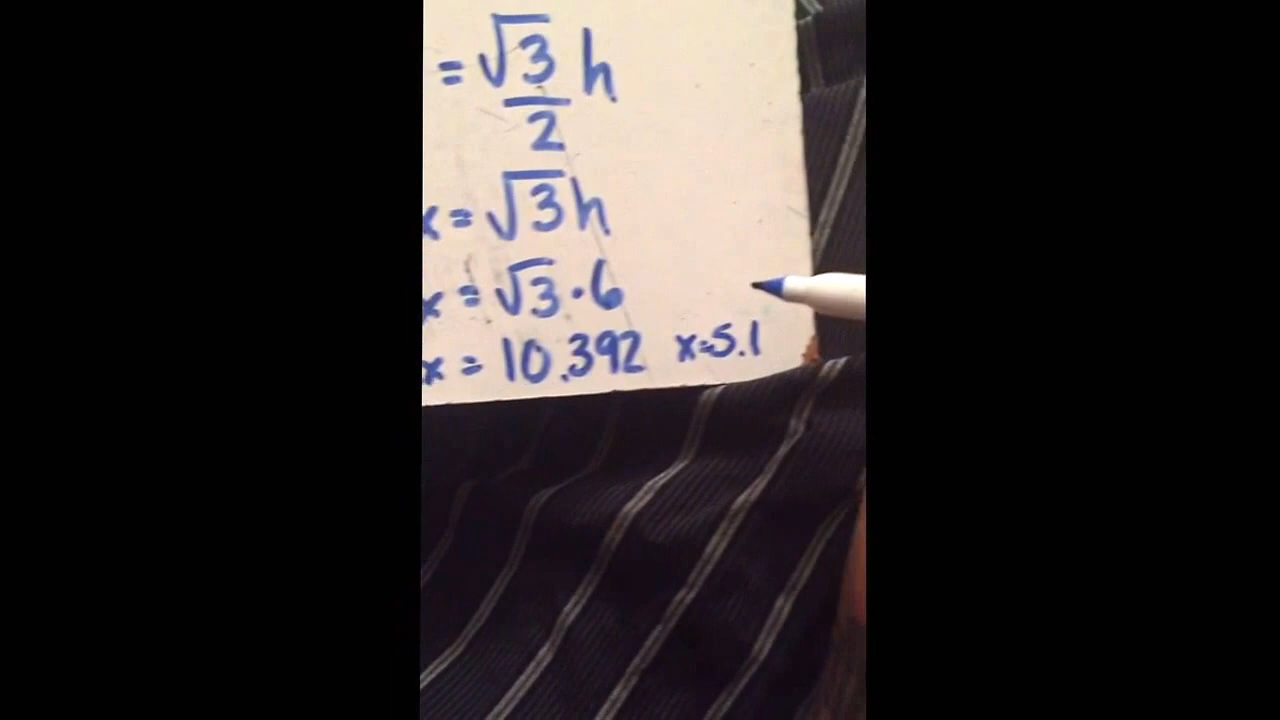 = √3/2 h
x = √3 h
x = √3 · 6
x = 10.392 x=5.1